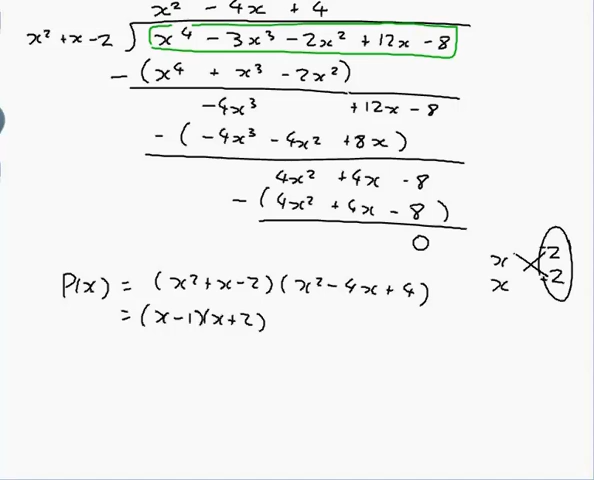 x² - 4x + 4
x² + x - 2 ) x⁴ - 3x³ - 2x² + 12x - 8
- (x⁴ + x³ - 2x²)
-4x³ + 12x - 8
- (-4x³ - 4x² + 8x)
4x² + 4x - 8
- (4x² + 4x - 8)
0
x -2
x -2
P(x) = (x² + x - 2)(x² - 4x + 4)
= (x - 1)(x + 2)